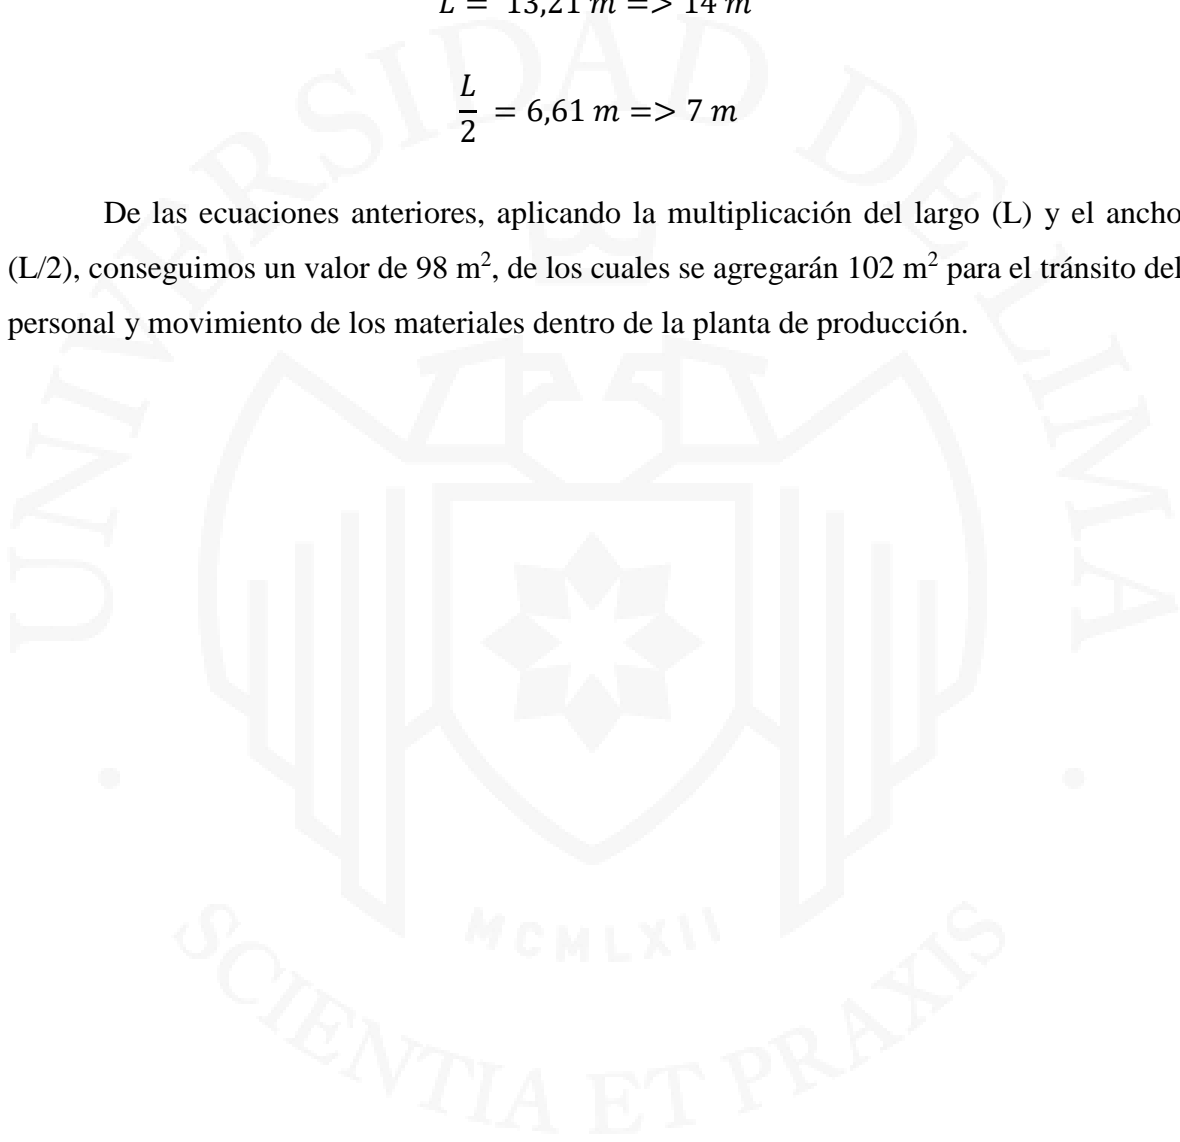 L = 13,21 m => 14 m
L/2 = 6,61 m => 7 m
De las ecuaciones anteriores, aplicando la multiplicación del largo (L) y el ancho
(L/2), conseguimos un valor de 98 m², de los cuales se agregarán 102 m² para el tránsito del
personal y movimiento de los materiales dentro de la planta de producción.
UNIVERSIDAD DE LIMA
MCMLXII
SCIENTIA ET PRAXIS